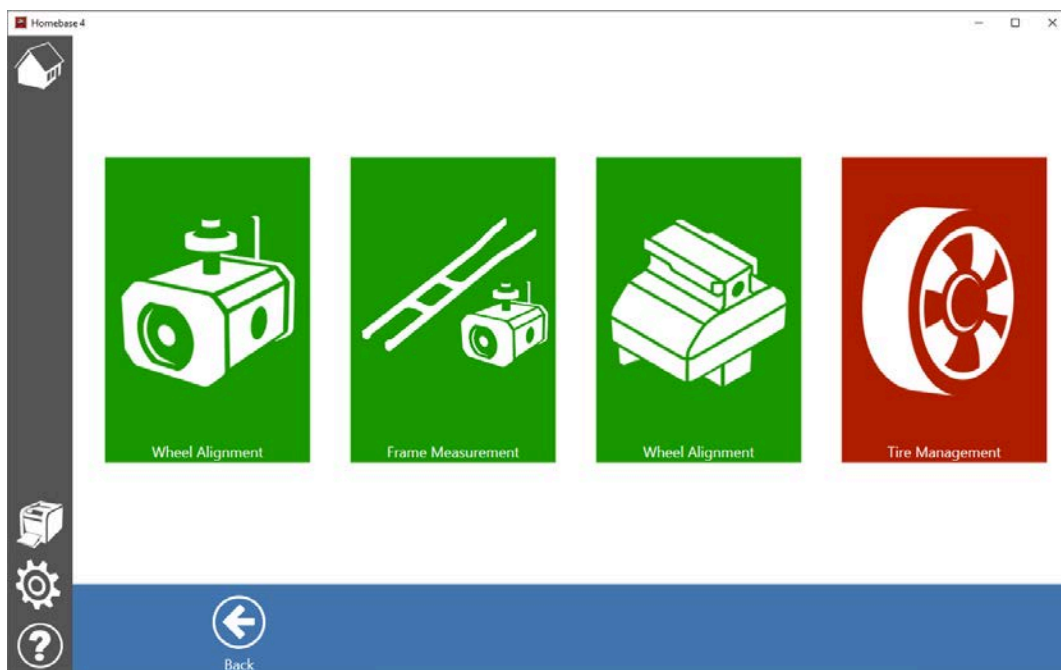 Homebase 4
Wheel Alignment
Frame Measurement
Wheel Alignment
Tire Management
?
Back